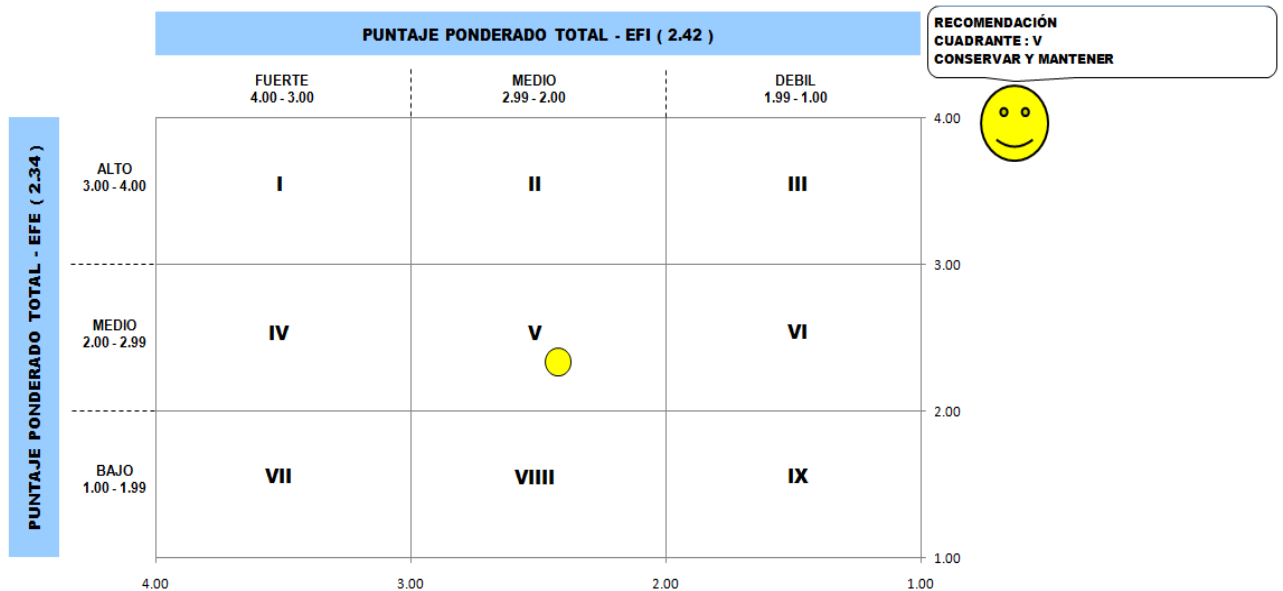 PUNTAJE PONDERADO TOTAL - EFI ( 2.42 )
RECOMENDACIÓN
CUADRANTE : V
CONSERVAR Y MANTENER
FUERTE
4.00 - 3.00
MEDIO
2.99 - 2.00
DEBIL
1.99 - 1.00
PUNTAJE PONDERADO TOTAL - EFE ( 2.34 )
4.00
ALTO
3.00 - 4.00
I
II
III
3.00
MEDIO
2.00 - 2.99
IV
V
VI
2.00
BAJO
1.00 - 1.99
VII
VIIII
IX
1.00
4.00
3.00
2.00
1.00